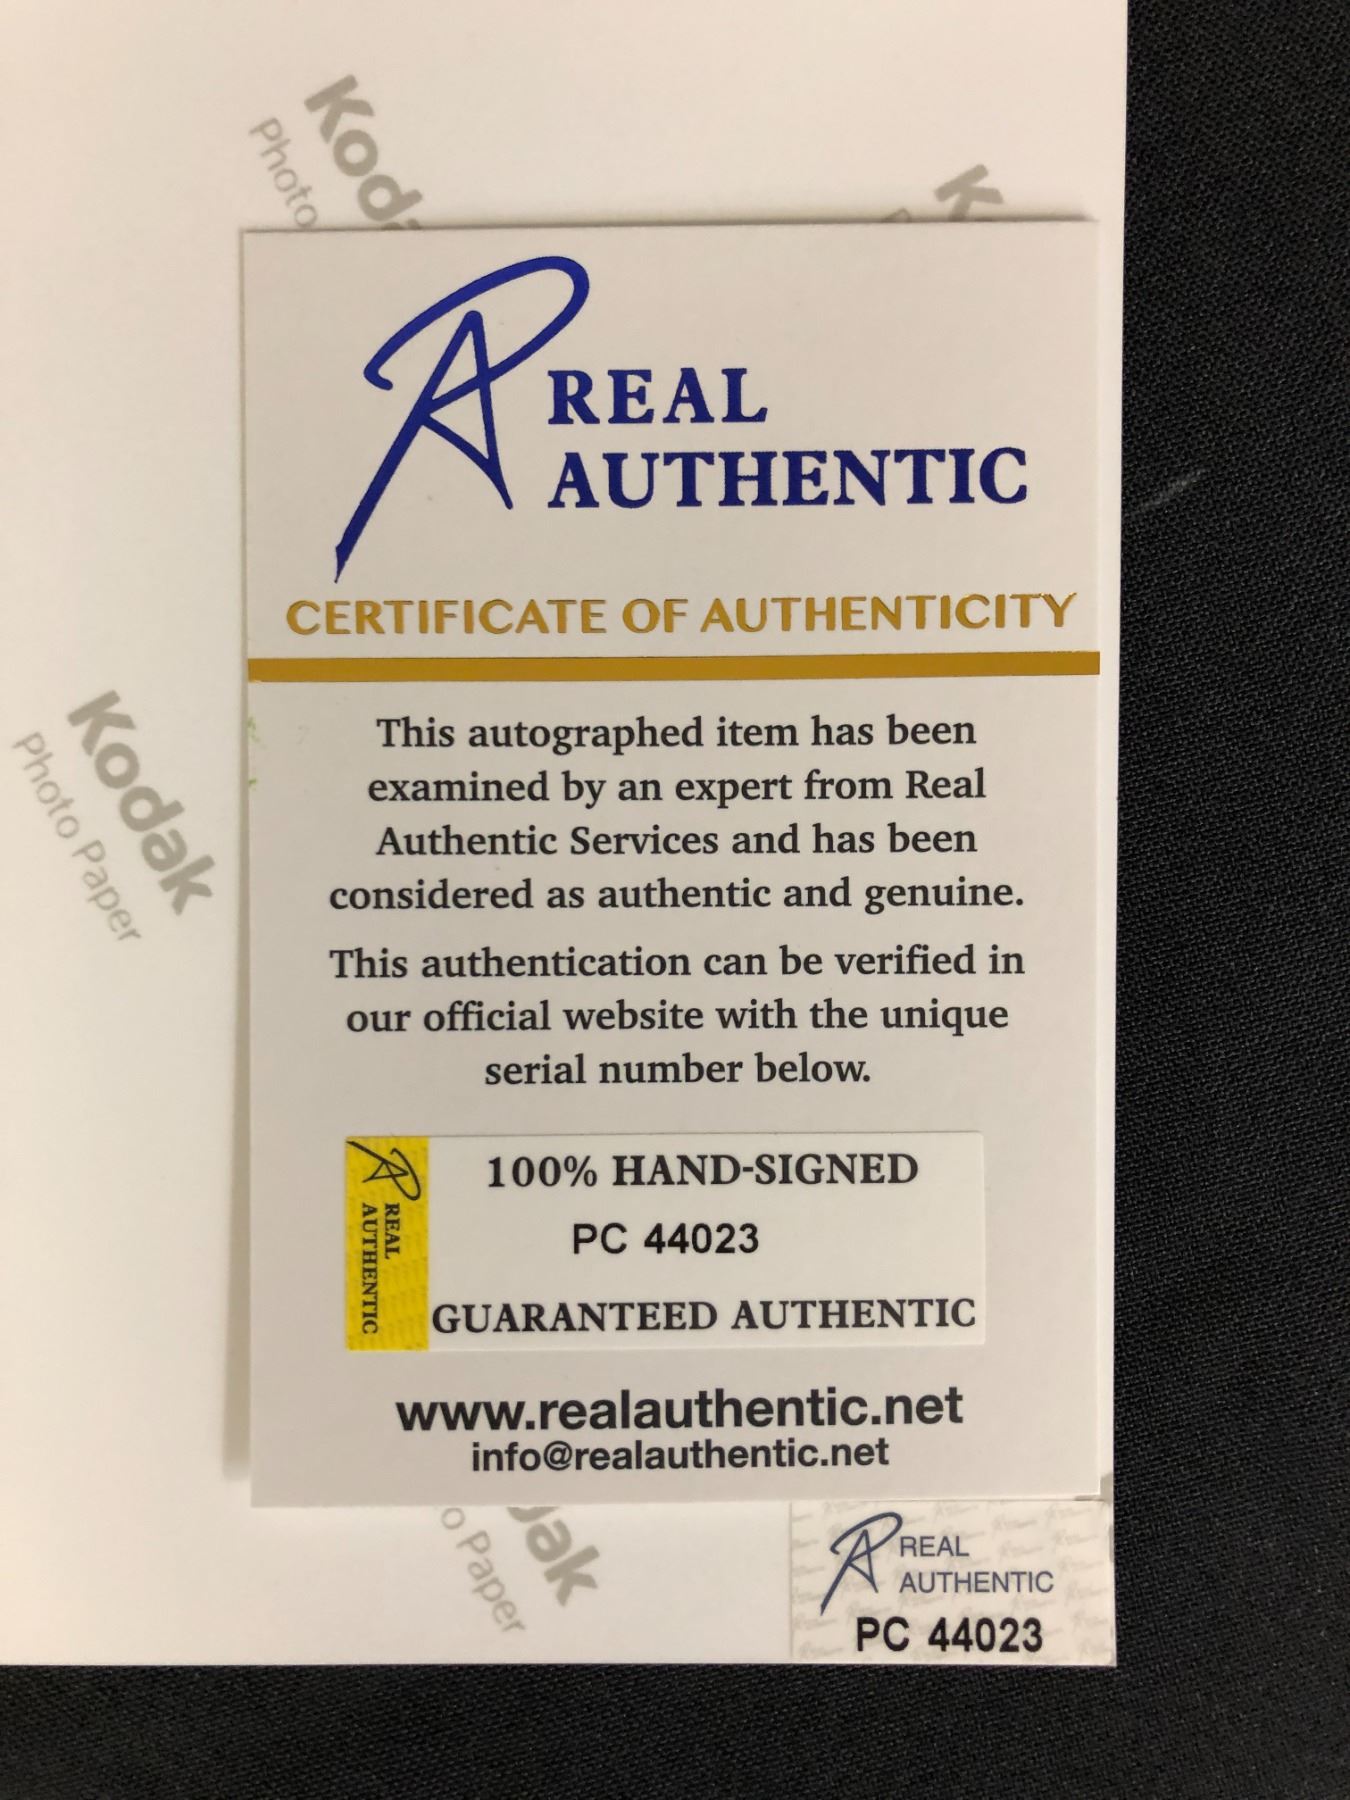 Kodak
Photo
K
REAL
AUTHENTIC
CERTIFICATE OF AUTHENTICITY
This autographed item has been
examined by an expert from Real
Authentic Services and has been
considered as authentic and genuine.
This authentication can be verified in
our official website with the unique
serial number below.
Kodak
Photo Paper
REAL
AUTHENTIC
100% HAND-SIGNED
PC 44023
GUARANTEED AUTHENTIC
www.realauthentic.net
info@realauthentic.net
dak
o Paper
REAL
AUTHENTIC
PC 44023